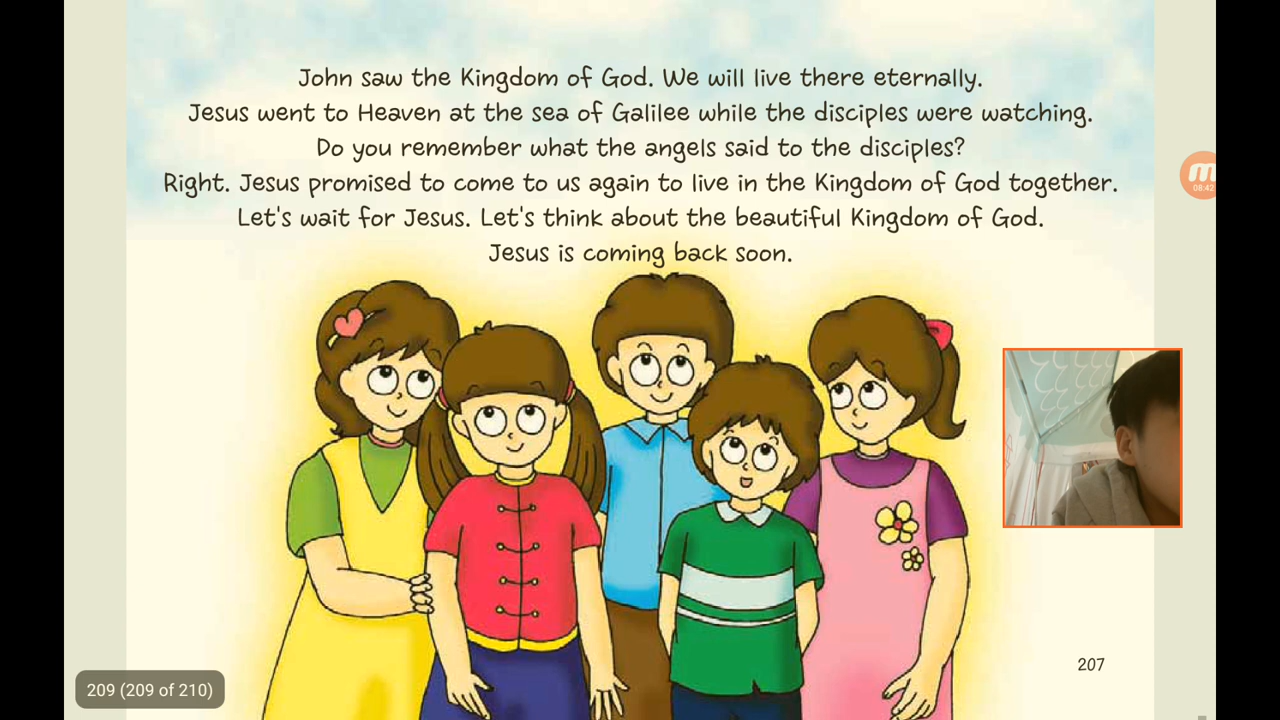 John saw the Kingdom of God. We will live there eternally.
Jesus went to Heaven at the sea of Galilee while the disciples were watching.
Do you remember what the angels said to the disciples?
Right. Jesus promised to come to us again to live in the Kingdom of God together.
Let's wait for Jesus. Let's think about the beautiful Kingdom of God.
Jesus is coming back soon.
08:42
207
209 (209 of 210)